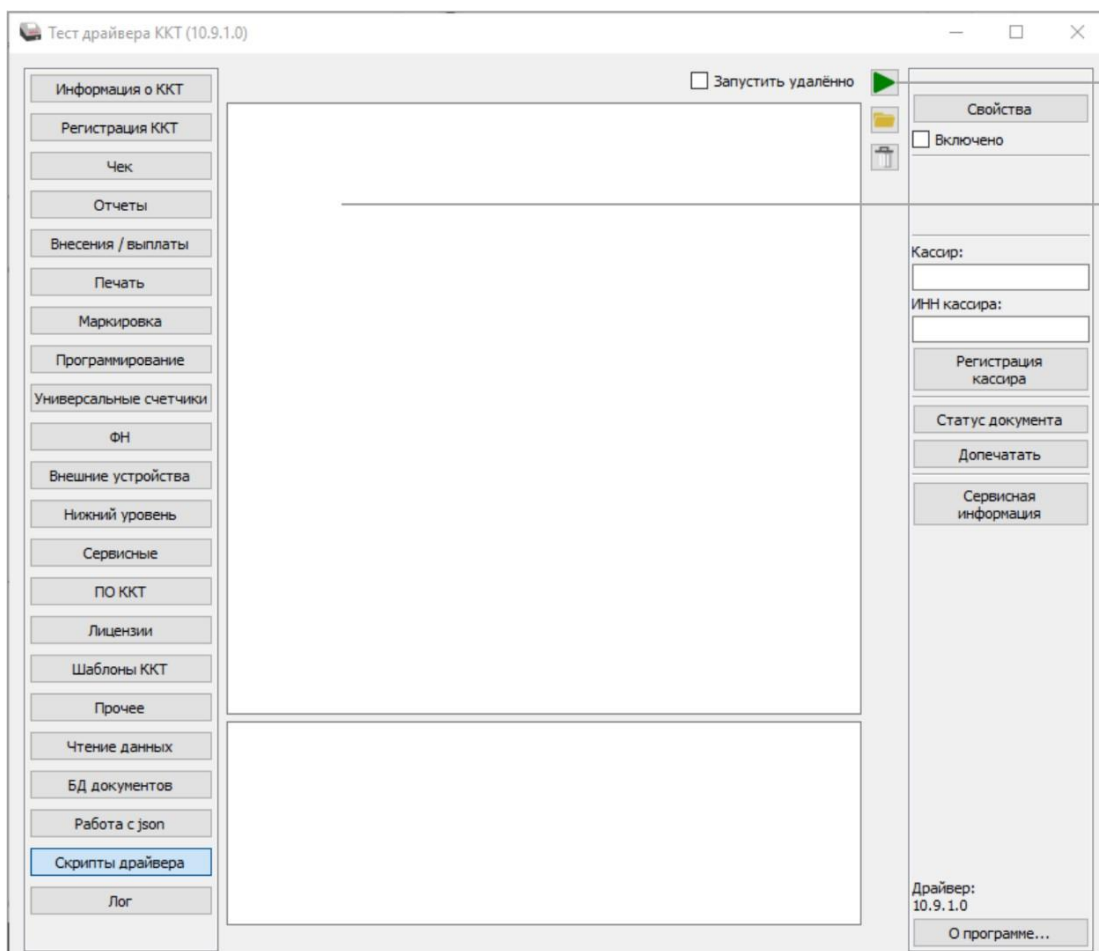 Тест драйвера ККТ (10.9.1.0)
Информация о ККТ
Регистрация ККТ
Чек
Отчеты
Внесения / выплаты
Печать
Маркировка
Программирование
Универсальные счетчики
ФН
Внешние устройства
Нижний уровень
Сервисные
ПО ККТ
Лицензии
Шаблоны ККТ
Прочее
Чтение данных
БД документов
Работа с json
Скрипты драйвера
Лог
Запустить удалённо
Свойства
Включено
Кассир:
ИНН кассира:
Регистрация
кассира
Статус документа
Допечатать
Сервисная
информация
Драйвер:
10.9.1.0
О программе...